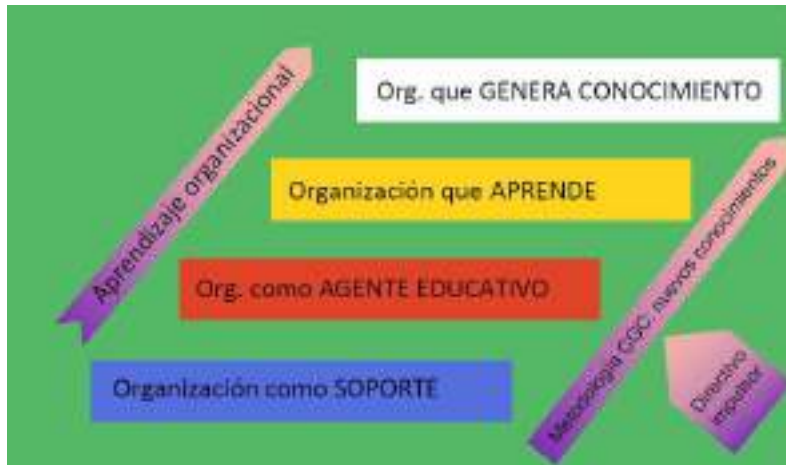 Aprendizaje organizacional
Org. que GENERA CONOCIMIENTO
Organización que APRENDE
Org. como AGENTE EDUCATIVO
Organización como SOPORTE
Metodología CGC: nuevos conocimientos
Directivo
impulsor